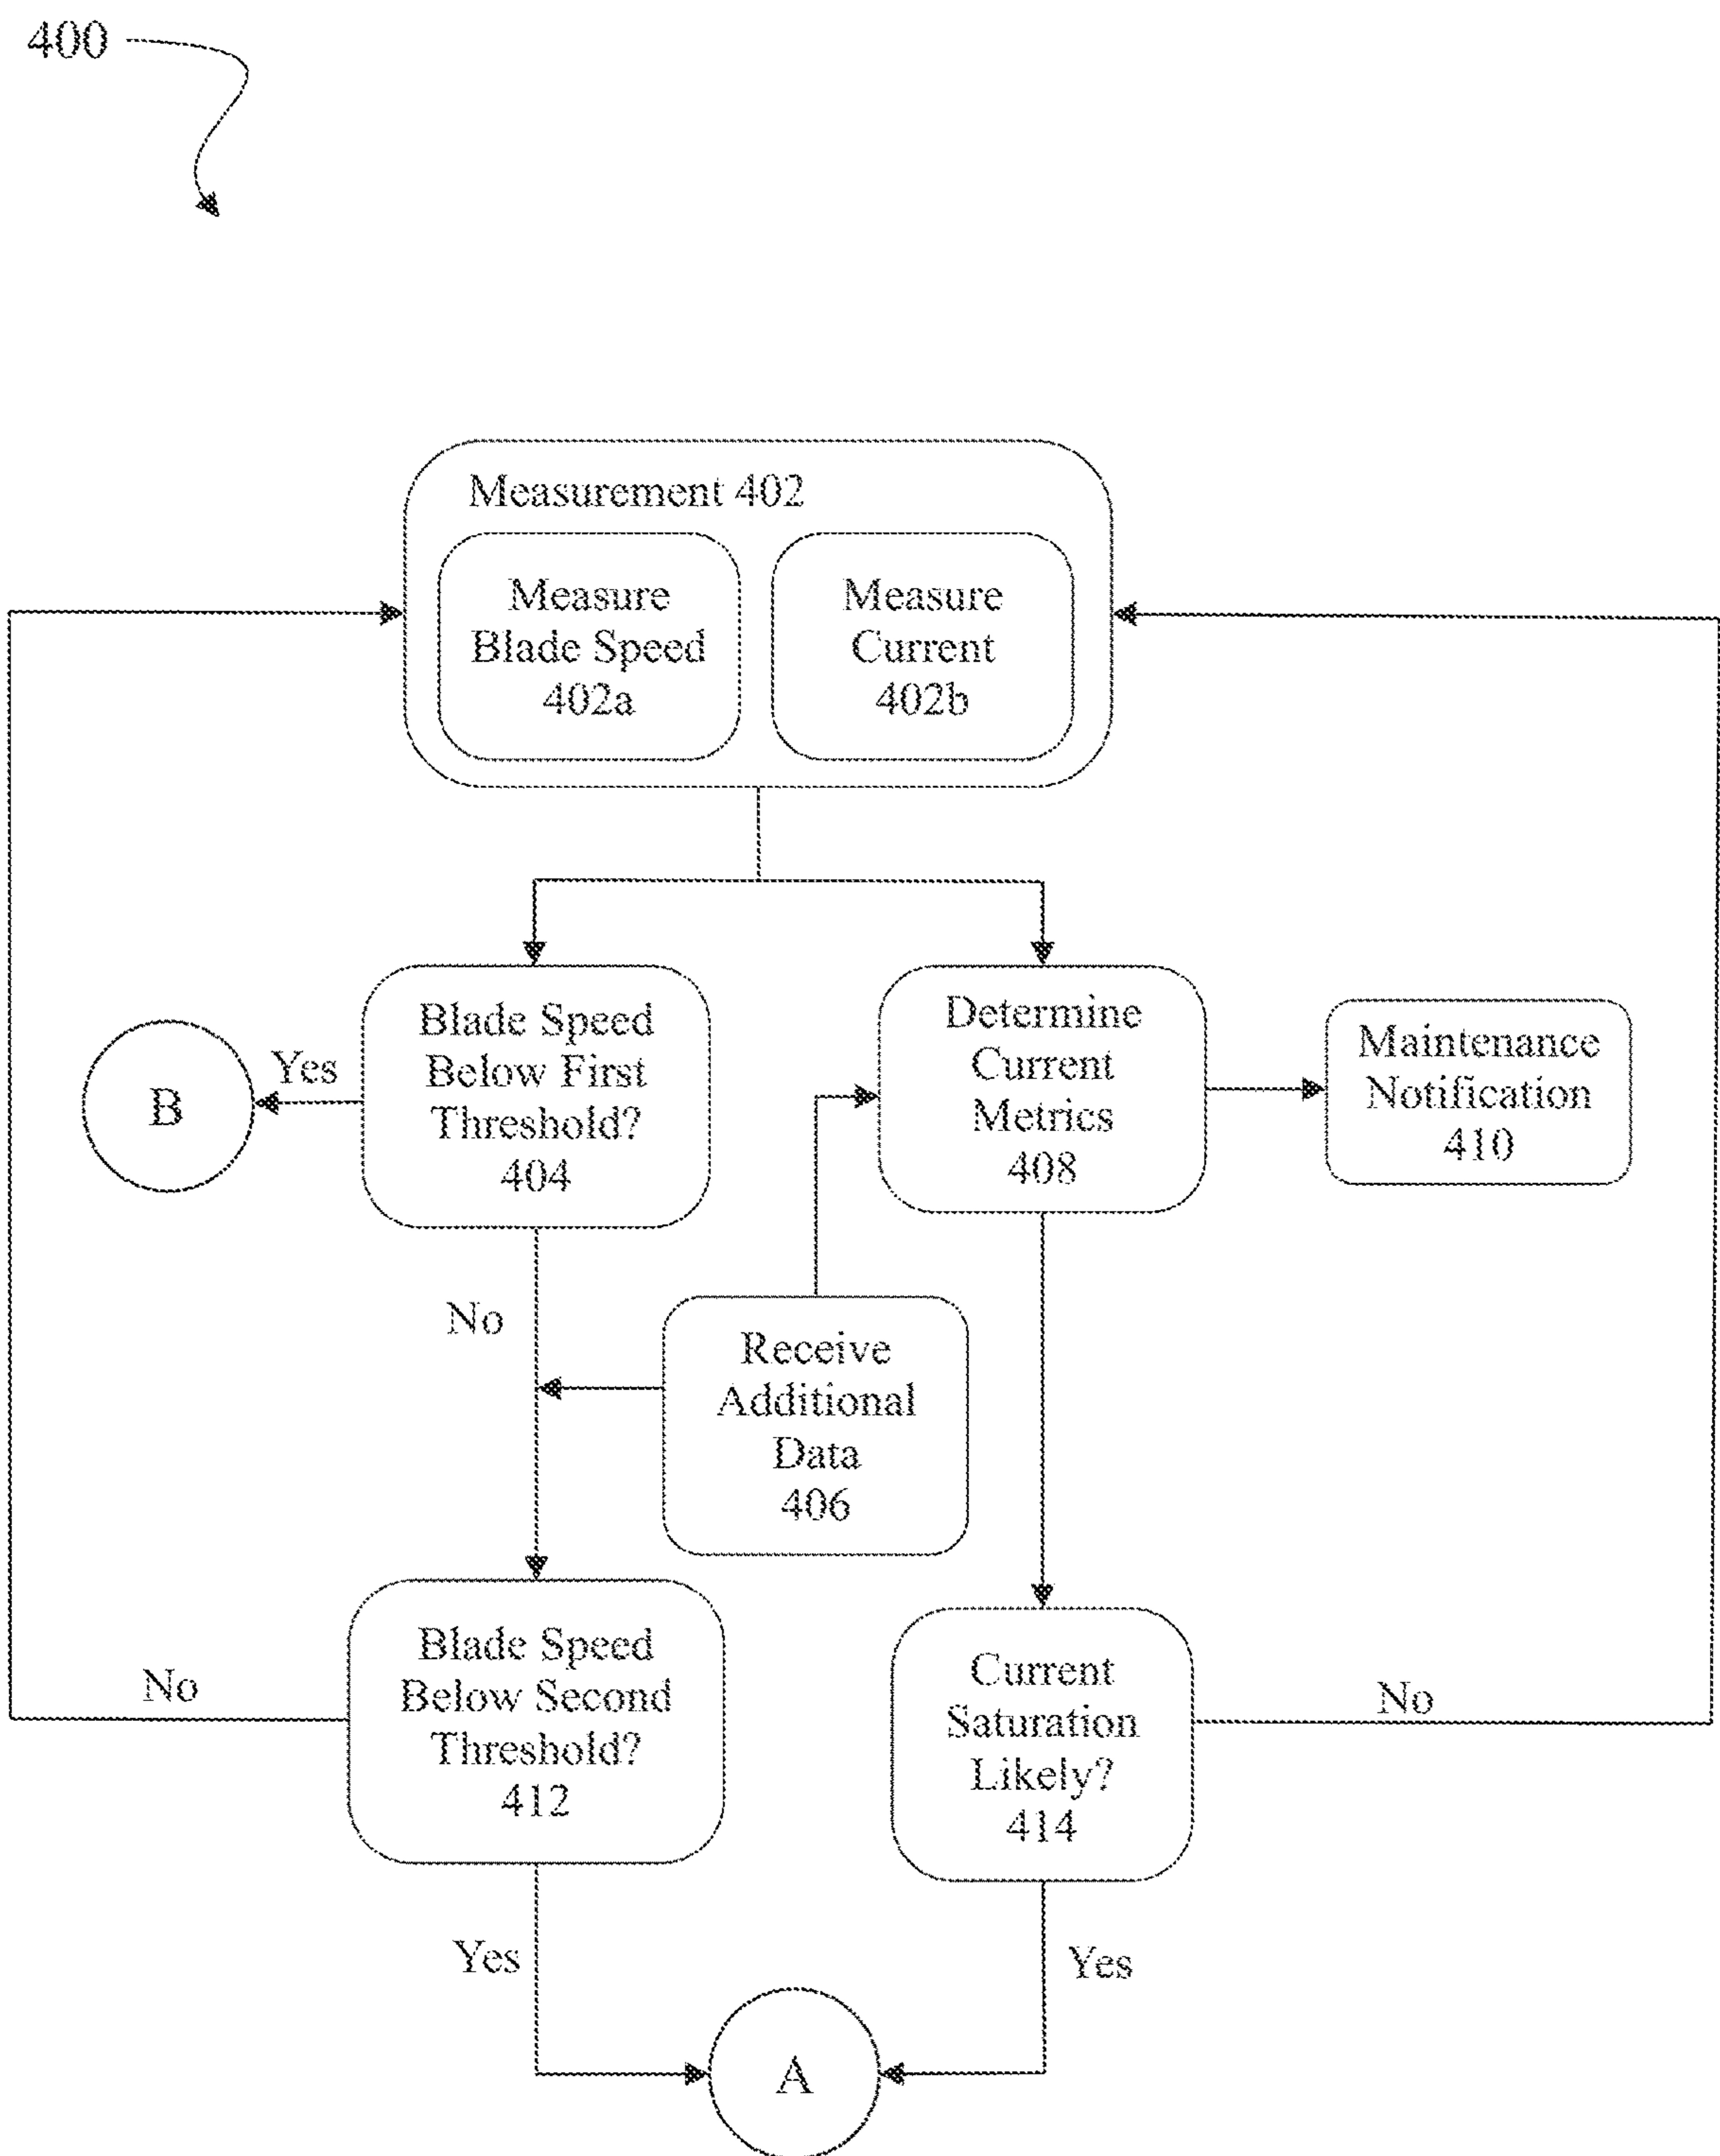 400
Measurement 402
Measure
Blade Speed
402a
Measure
Current
402b
Blade Speed
Below First
Threshold?
404
Yes
B
Determine
Current
Metrics
408
Maintenance
Notification
410
No
Receive
Additional
Data
406
Blade Speed
Below Second
Threshold?
412
No
Current
Saturation
Likely?
414
No
Yes
Yes
A